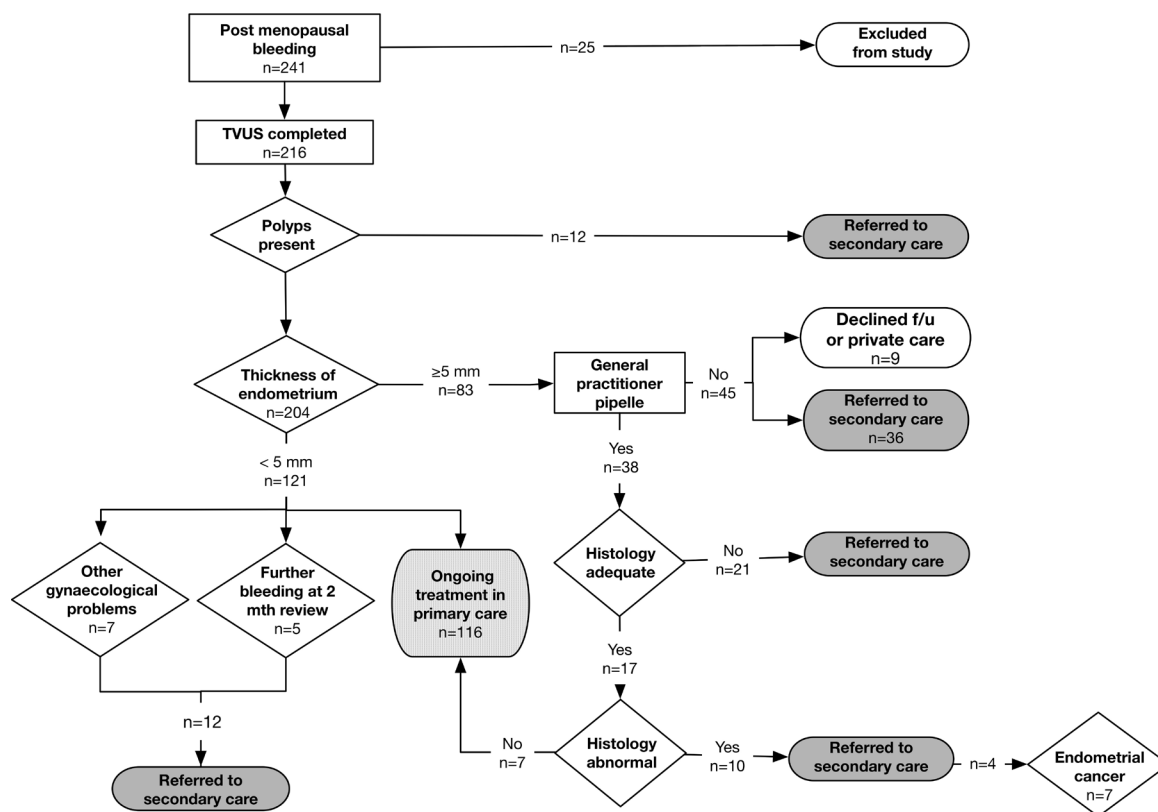 Post menopausal
bleeding
n=241
n=25
Excluded
from study
TVUS completed
n=216
Polyps
present
n=12
Referred to
secondary care
Thickness of
endometrium
n=204
≥5 mm
n=83
General
practitioner
pipelle
No
n=45
Declined f/u
or private care
n=9
Referred to
secondary care
n=36
< 5 mm
n=121
Yes
n=38
Other
gynaecological
problems
n=7
Further
bleeding at 2
mth review
n=5
Ongoing
treatment in
primary care
n=116
Histology
adequate
No
n=21
Referred to
secondary care
Yes
n=17
n=12
Referred to
secondary care
No
n=7
Histology
abnormal
Yes
n=10
Referred to
secondary care
n=4
Endometrial
cancer
n=7